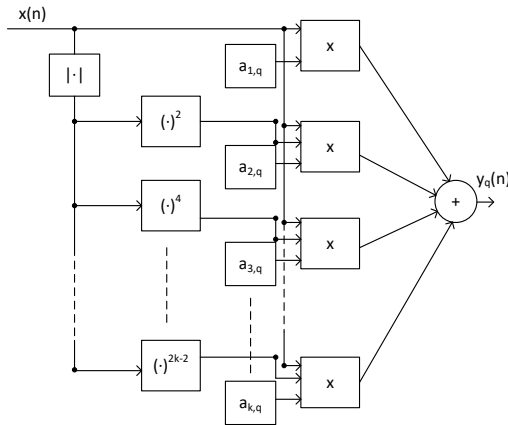 x(n)
|·|
x
a1,q
(·)²
x
a2,q
yq(n)
+
(·)⁴
x
a3,q
(·)2k-2
x
ak,q